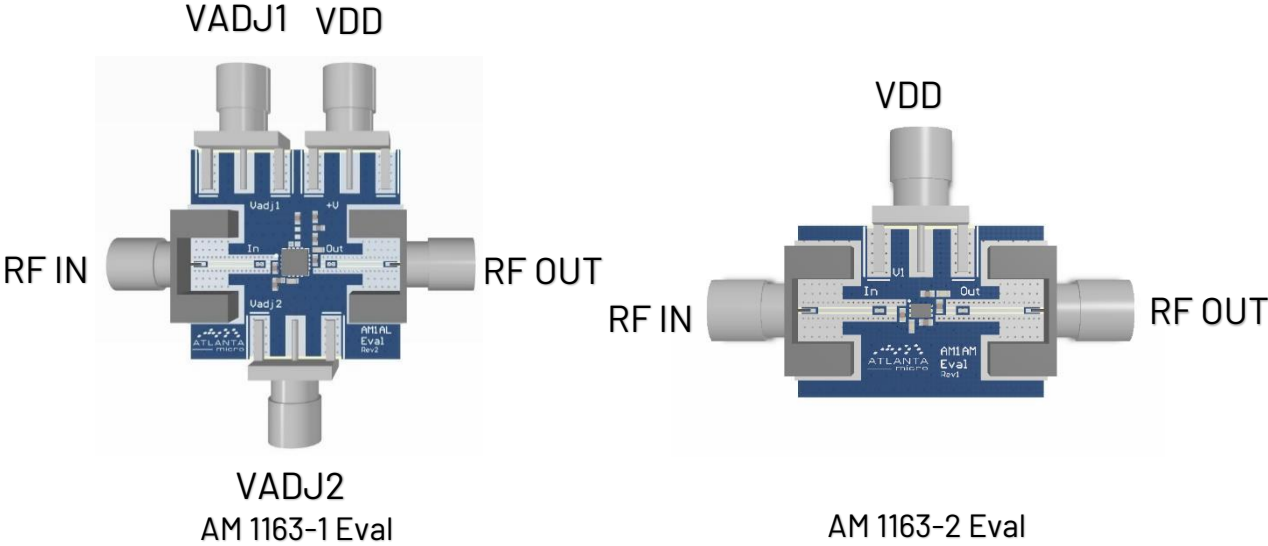 VADJ1 VDD
Vadj1 +V
In Out
RF IN RF OUT
Vadj2
ATLANTA
micro
AM1AL
Eval
Rev2
VADJ2
AM 1163-1 Eval
VDD
V1
In Out
RF IN RF OUT
ATLANTA
micro
AM1AM
Eval
Rev1
AM 1163-2 Eval